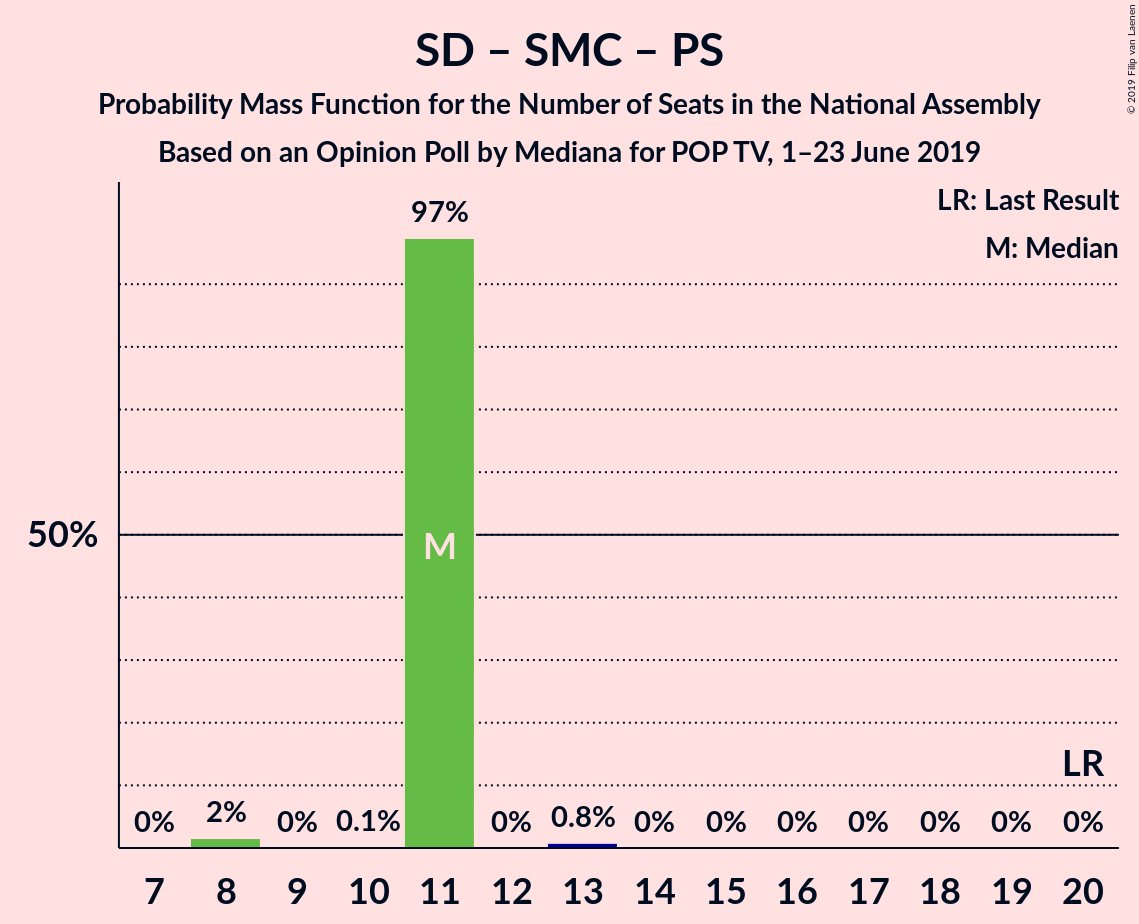 SD – SMC – PS
Probability Mass Function for the Number of Seats in the National Assembly
Based on an Opinion Poll by Mediana for POP TV, 1–23 June 2019
© 2019 Filip van Laenen
LR: Last Result
M: Median
97%
50%
M
LR
0% 2% 0% 0.1% 0% 0.8% 0% 0% 0% 0% 0% 0% 0%
7 8 9 10 11 12 13 14 15 16 17 18 19 20